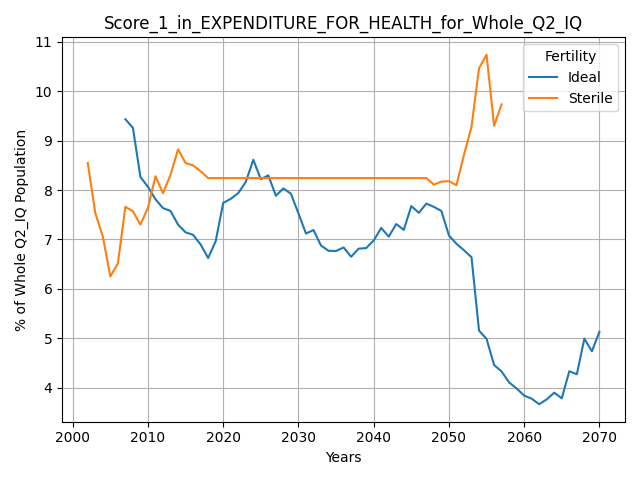 Score_1_in_EXPENDITURE_FOR_HEALTH_for_Whole_Q2_IQ
11
10
9
8
7
6
5
4
% of Whole Q2_IQ Population
Fertility
Ideal
Sterile
2000 2010 2020 2030 2040 2050 2060 2070
Years